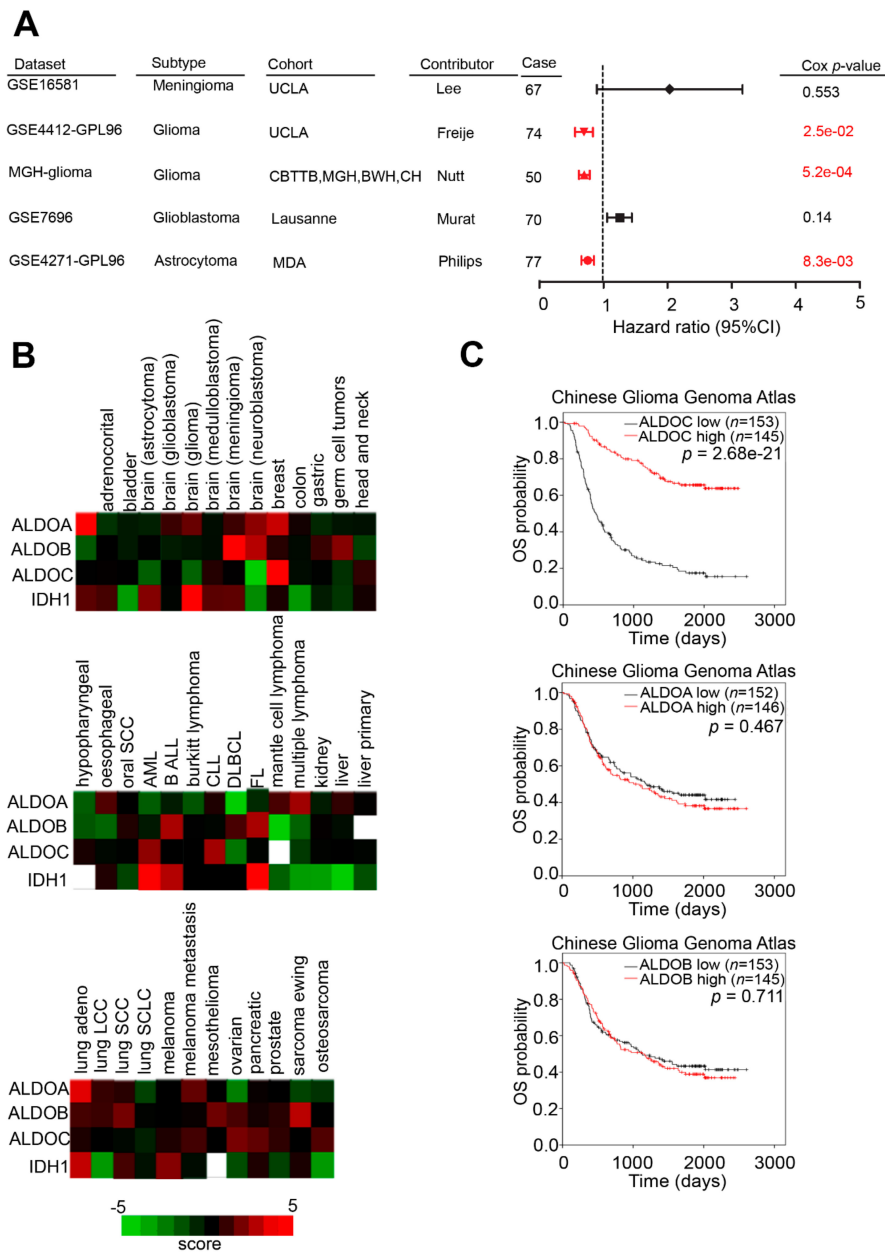 A
Dataset Subtype Cohort Contributor Case Cox p-value
GSE16581 Meningioma UCLA Lee 67 0.553
GSE4412-GPL96 Glioma UCLA Freije 74 2.5e-02
MGH-glioma Glioma CBTTB,MGH,BWH,CH Nutt 50 5.2e-04
GSE7696 Glioblastoma Lausanne Murat 70 0.14
GSE4271-GPL96 Astrocytoma MDA Philips 77 8.3e-03
0 1 2 3 4 5
Hazard ratio (95%CI)
B
adrenocorital
bladder
brain (astrocytoma)
brain (glioblastoma)
brain (glioma)
brain (medulloblastoma)
brain (meningioma)
brain (neuroblastoma)
breast
colon
gastric
germ cell tumors
head and neck
ALDOA
ALDOB
ALDOC
IDH1
hypopharyngeal
oesophageal
oral SCC
AML
B ALL
burkitt lymphoma
CLL
DLBCL
FL
mantle cell lymphoma
multiple lymphoma
kidney
liver
liver primary
ALDOA
ALDOB
ALDOC
IDH1
lung adeno
lung LCC
lung SCC
lung SCLC
melanoma
melanoma metastasis
mesothelioma
ovarian
pancreatic
prostate
sarcoma ewing
osteosarcoma
ALDOA
ALDOB
ALDOC
IDH1
-5 5
score
C
Chinese Glioma Genoma Atlas
ALDOC low (n=153)
ALDOC high (n=145)
p = 2.68e-21
OS probability
1.0
0.8
0.6
0.4
0.2
0.0
0 1000 2000 3000
Time (days)
Chinese Glioma Genoma Atlas
ALDOA low (n=152)
ALDOA high (n=146)
p = 0.467
OS probability
1.0
0.8
0.6
0.4
0.2
0.0
0 1000 2000 3000
Time (days)
Chinese Glioma Genoma Atlas
ALDOB low (n=153)
ALDOB high (n=145)
p = 0.711
OS probability
1.0
0.8
0.6
0.4
0.2
0.0
0 1000 2000 3000
Time (days)